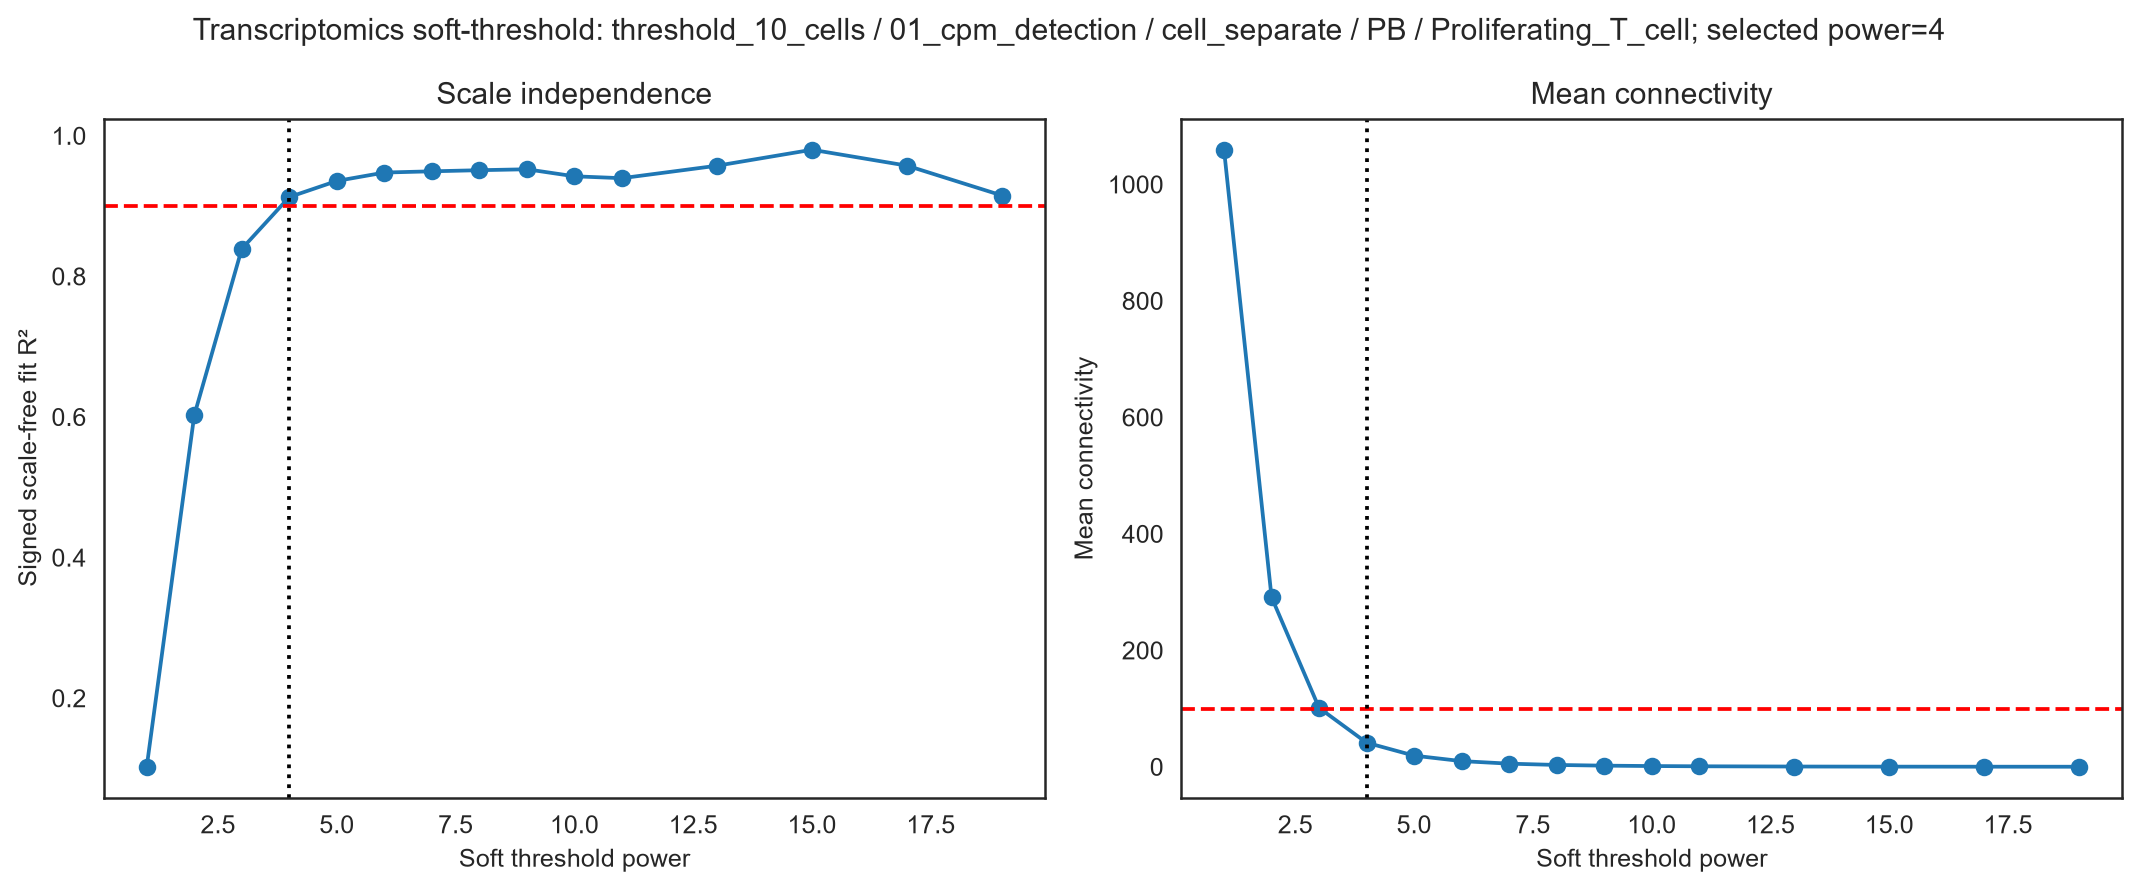 Transcriptomics soft-threshold: threshold_10_cells / 01_cpm_detection / cell_separate / PB / Proliferating_T_cell; selected power=4
Scale independence
Signed scale-free fit R²
1.0
0.8
0.6
0.4
0.2
2.5 5.0 7.5 10.0 12.5 15.0 17.5
Soft threshold power
Mean connectivity
Mean connectivity
1000
800
600
400
200
0
2.5 5.0 7.5 10.0 12.5 15.0 17.5
Soft threshold power